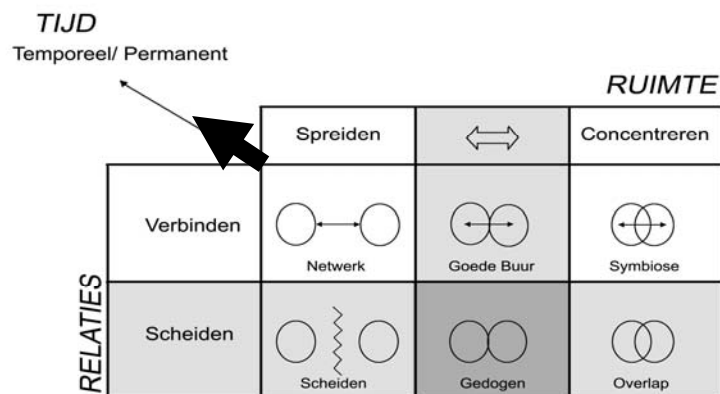 TIJD
Temporeel/ Permanent
RUIMTE
Spreiden
Concentreren
Verbinden
Netwerk
Goede Buur
Symbiose
RELATIES
Scheiden
Scheiden
Gedogen
Overlap